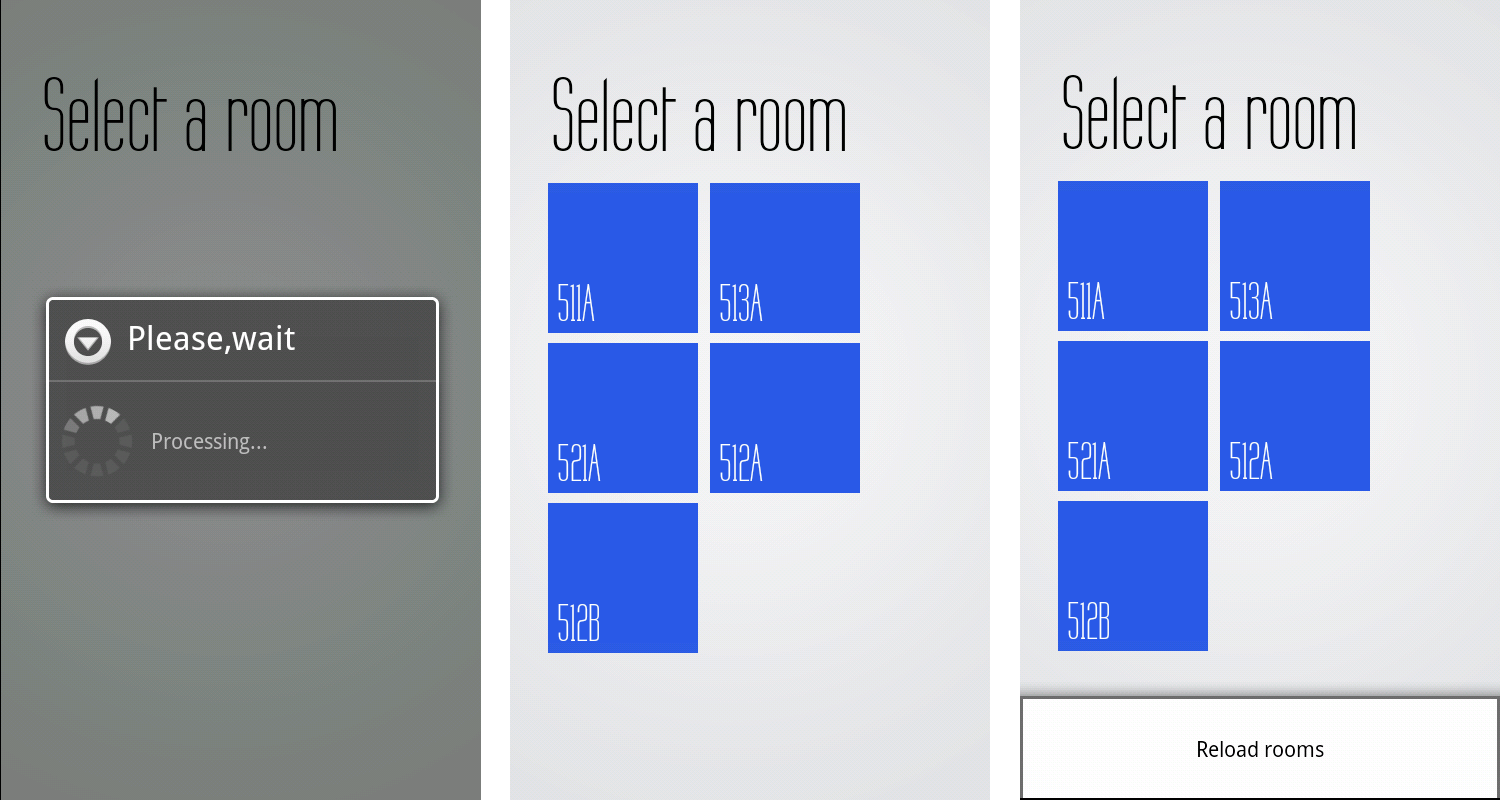 Select a room
Please,wait
Processing...
Select a room
511A
513A
521A
512A
512B
Select a room
511A
513A
521A
512A
512B
Reload rooms